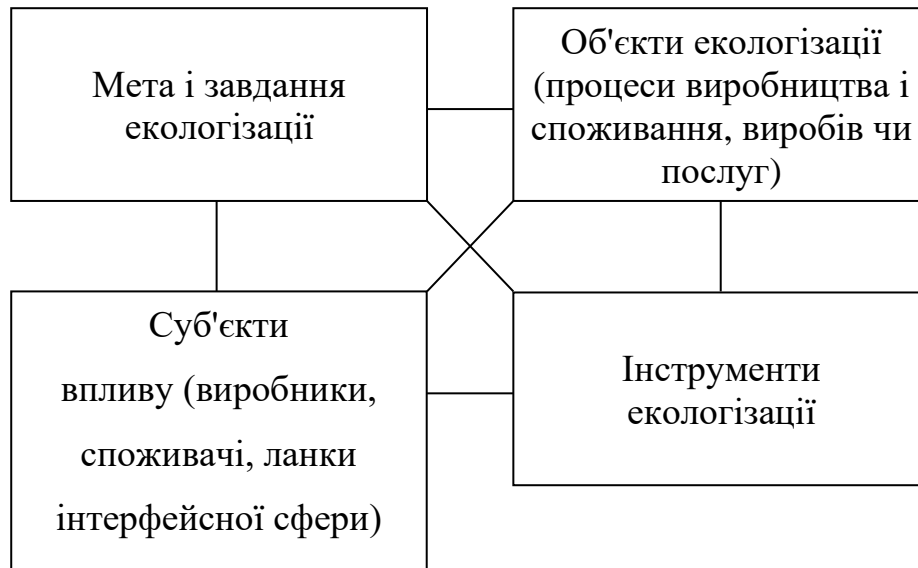 Мета і завдання
екологізації
Об'єкти екологізації
(процеси виробництва і
споживання, виробів чи
послуг)
Суб'єкти
впливу (виробники,
споживачі, ланки
інтерфейсної сфери)
Інструменти
екологізації